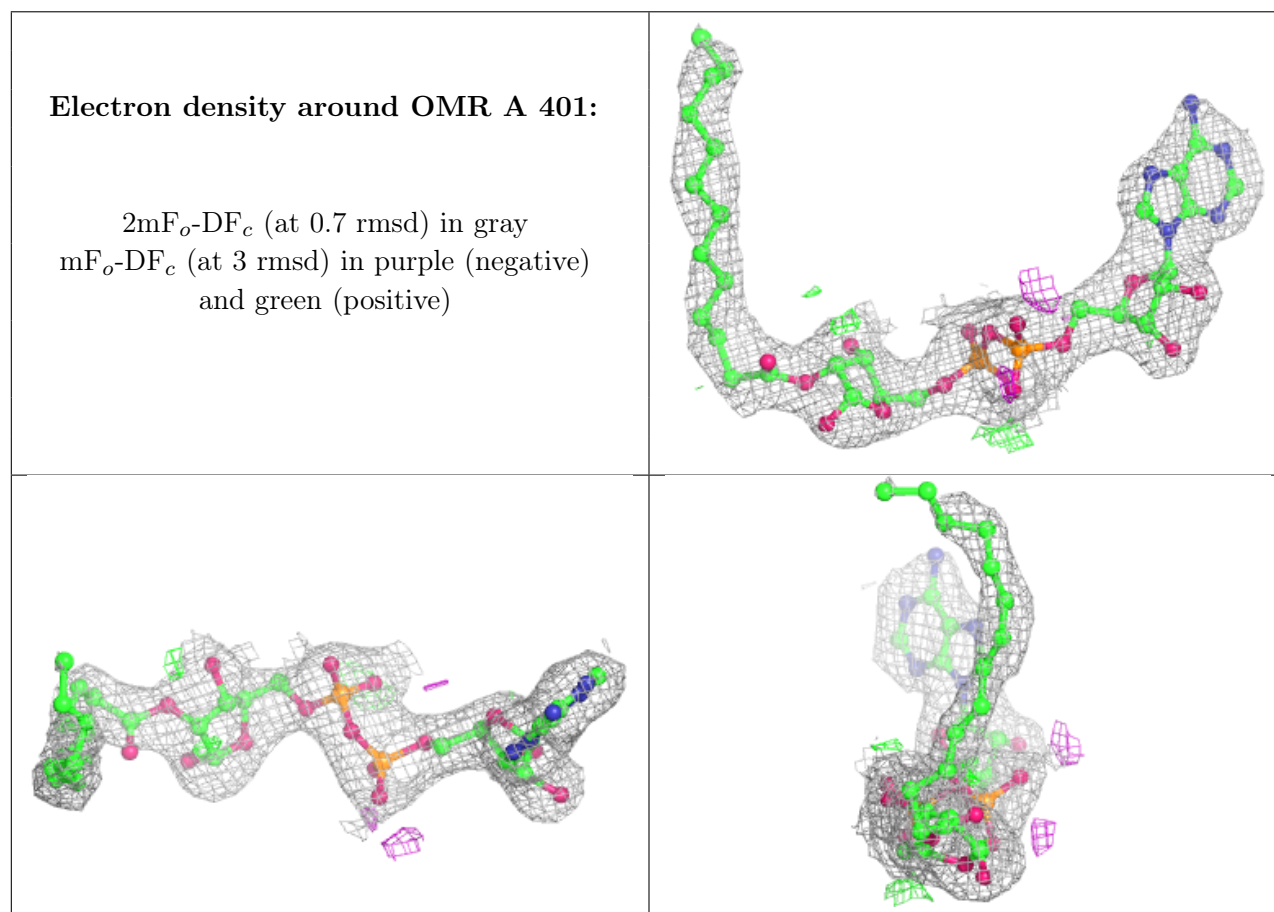 Electron density around OMR A 401:
2mFo-DFc (at 0.7 rmsd) in gray
mFo-DFc (at 3 rmsd) in purple (negative)
and green (positive)